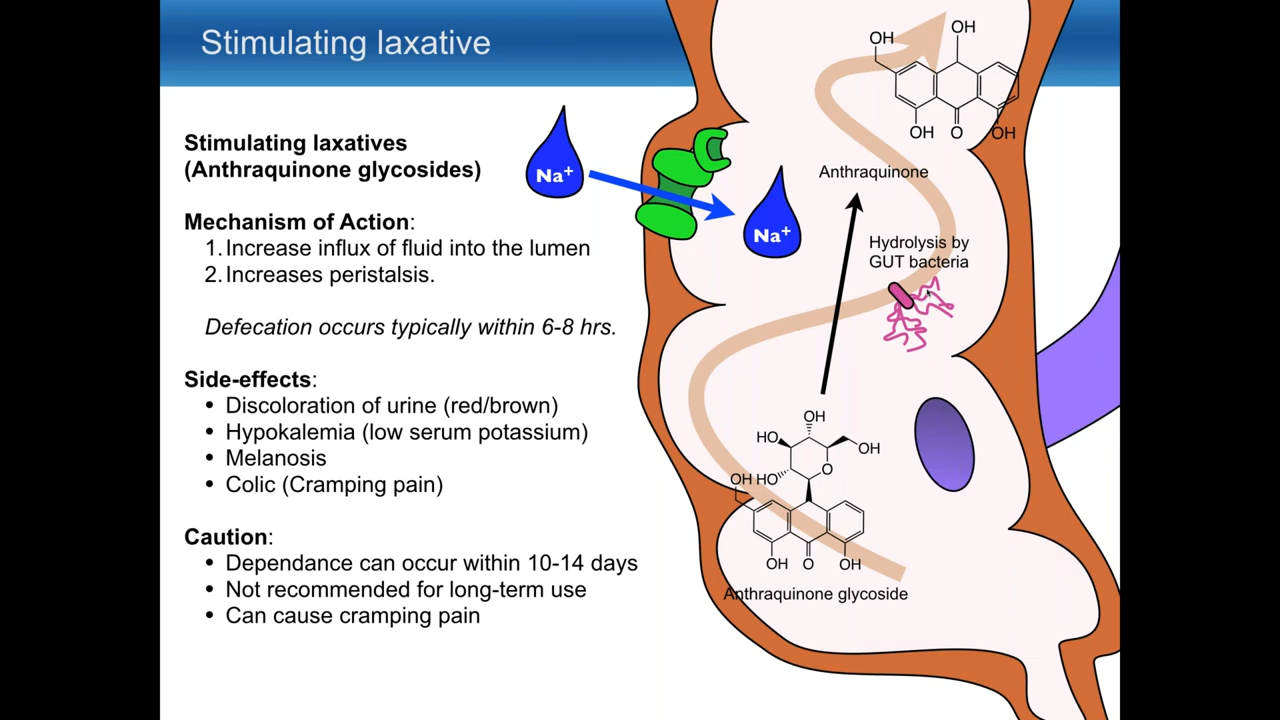 Stimulating laxative
Stimulating laxatives
(Anthraquinone glycosides)
Mechanism of Action:
1. Increase influx of fluid into the lumen
2. Increases peristalsis.
Defecation occurs typically within 6-8 hrs.
Side-effects:
• Discoloration of urine (red/brown)
• Hypokalemia (low serum potassium)
• Melanosis
• Colic (Cramping pain)
Caution:
• Dependance can occur within 10-14 days
• Not recommended for long-term use
• Can cause cramping pain
Na⁺
Na⁺
OH
OH
OH
O
OH
Anthraquinone
Hydrolysis by
GUT bacteria
OH
HO
OH
O
OH
HO
OH
O
OH
Anthraquinone glycoside